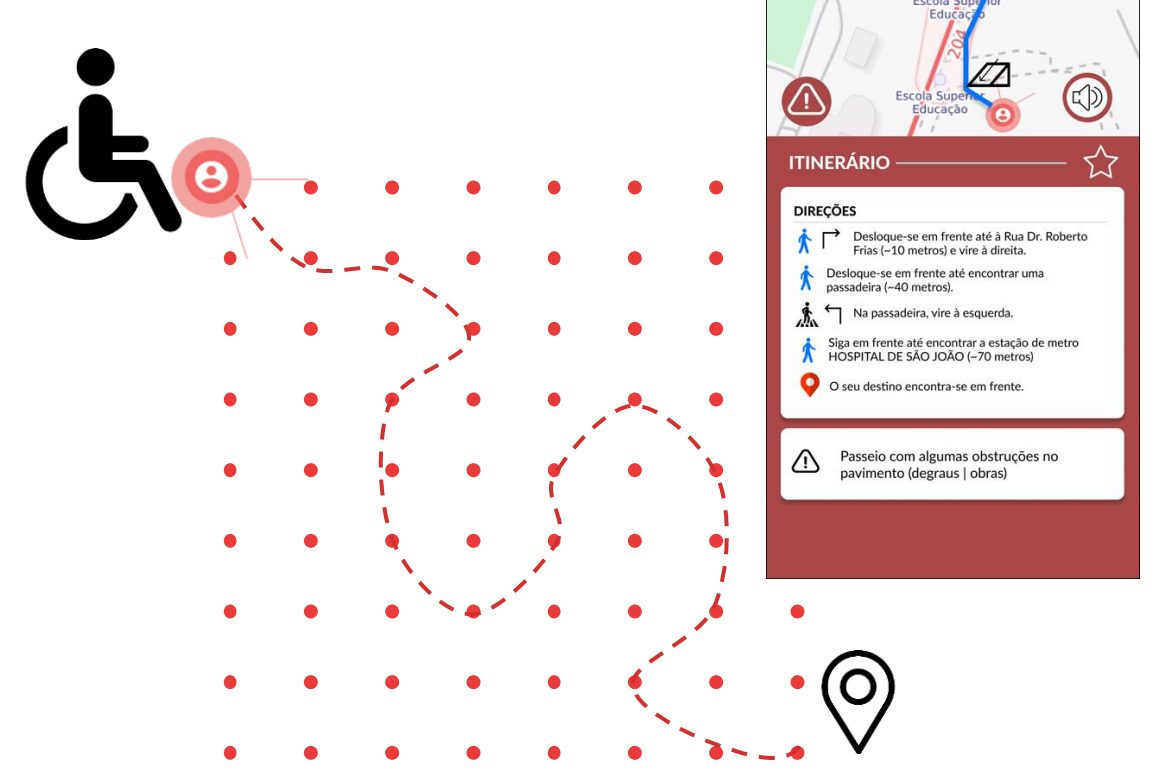 Escola Superior
Educação
204
Escola Superior
Educação
ITINERÁRIO
DIREÇÕES
Desloque-se em frente até à Rua Dr. Roberto
Frias (~10 metros) e vire à direita.
Desloque-se em frente até encontrar uma
passadeira (~40 metros).
Na passadeira, vire à esquerda.
Siga em frente até encontrar a estação de metro
HOSPITAL DE SÃO JOÃO (~70 metros)
O seu destino encontra-se em frente.
Passeio com algumas obstruções no
pavimento (degraus | obras)